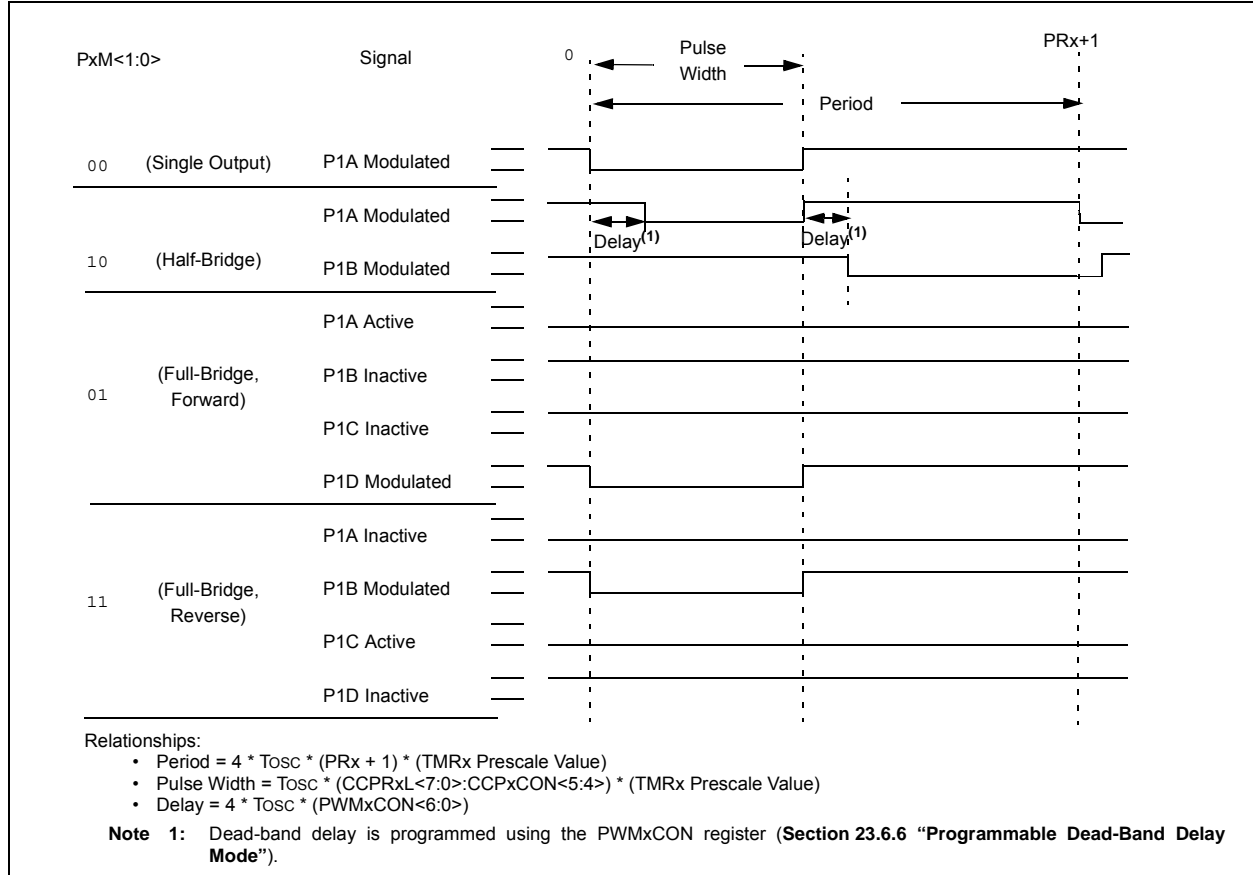 PxM<1:0> Signal 0 Pulse Width PRx+1
Period
00 (Single Output) P1A Modulated
P1A Modulated
Delay(1) Delay(1)
10 (Half-Bridge) P1B Modulated
P1A Active
01 (Full-Bridge, Forward) P1B Inactive
P1C Inactive
P1D Modulated
P1A Inactive
11 (Full-Bridge, Reverse) P1B Modulated
P1C Active
P1D Inactive
Relationships:
• Period = 4 * TOSC * (PRx + 1) * (TMRx Prescale Value)
• Pulse Width = TOSC * (CCPRxL<7:0>:CCPxCON<5:4>) * (TMRx Prescale Value)
• Delay = 4 * TOSC * (PWMxCON<6:0>)
Note 1: Dead-band delay is programmed using the PWMxCON register (Section 23.6.6 “Programmable Dead-Band Delay
Mode”).